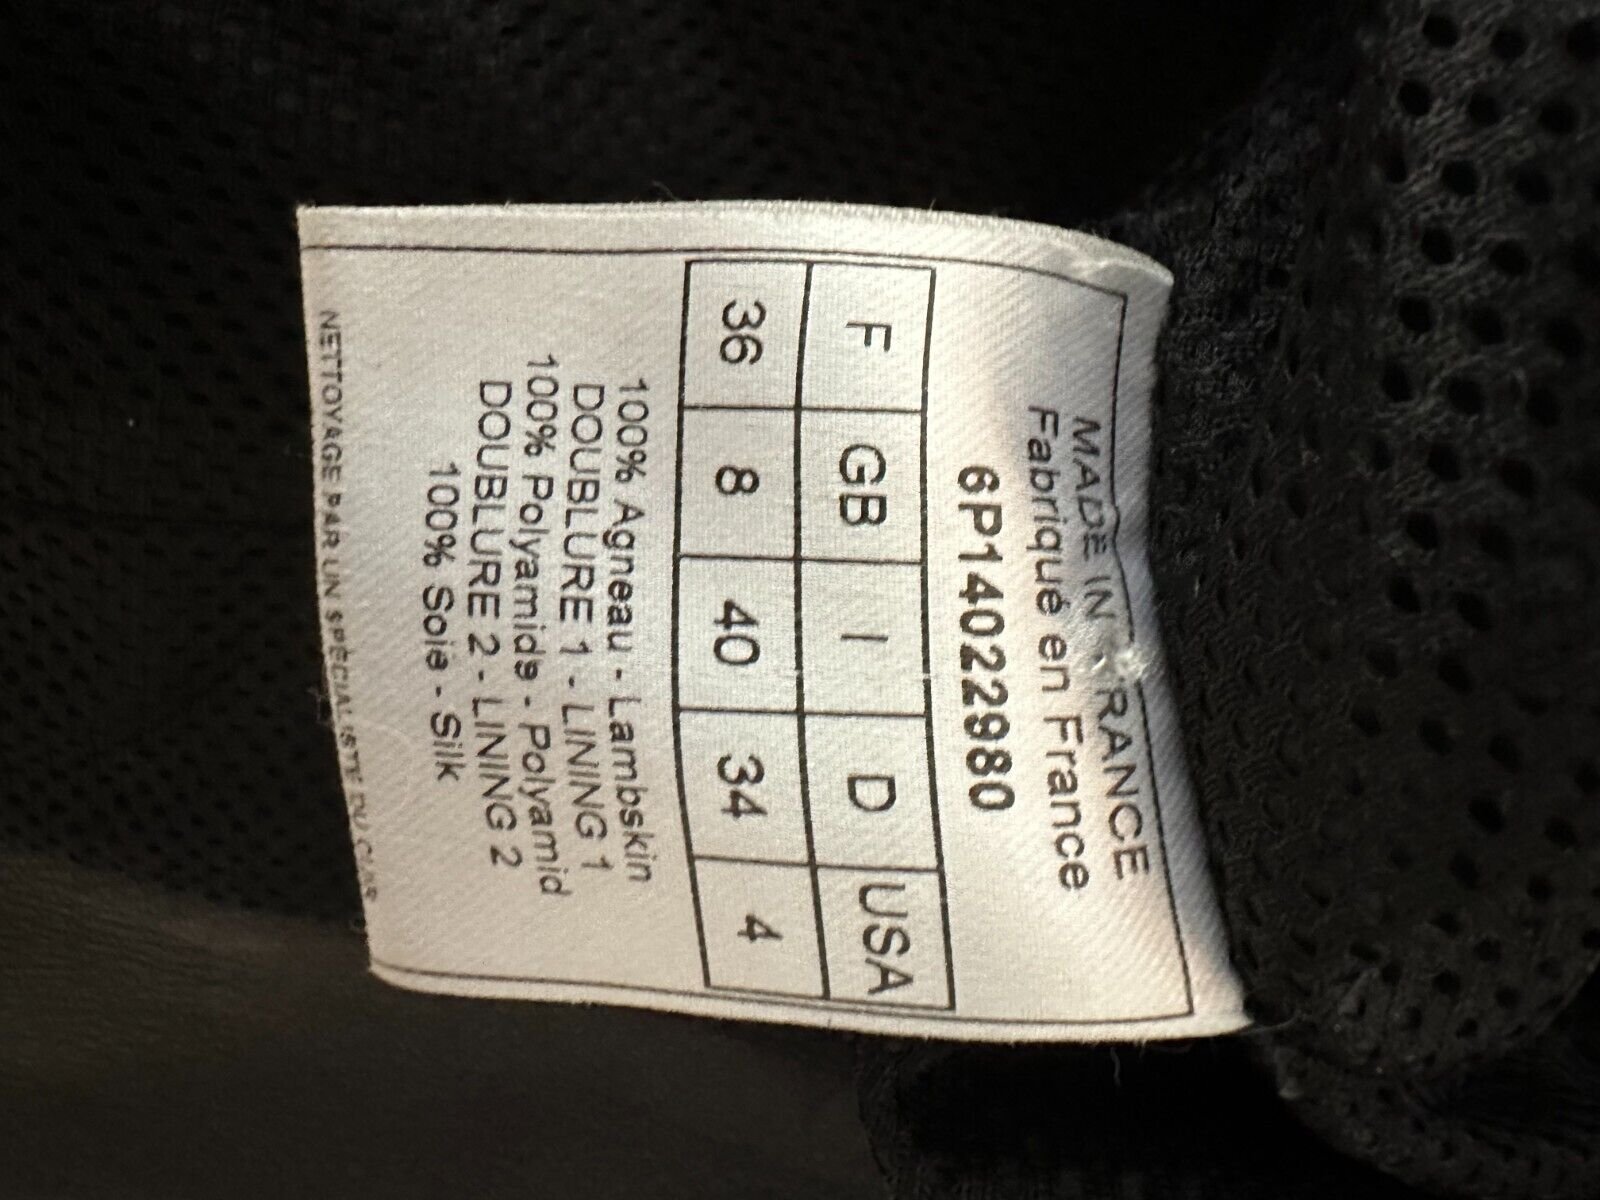 MADE IN FRANCE
Fabriqué en France
6P14022980
F GB I D USA
36 8 40 34 4
100% Agneau - Lambskin
DOUBLURE 1 - LINING 1
100% Polyamide - Polyamid
DOUBLURE 2 - LINING 2
100% Soie - Silk
NETTOYAGE PAR UN SPÉCIALISTE DU CUIR